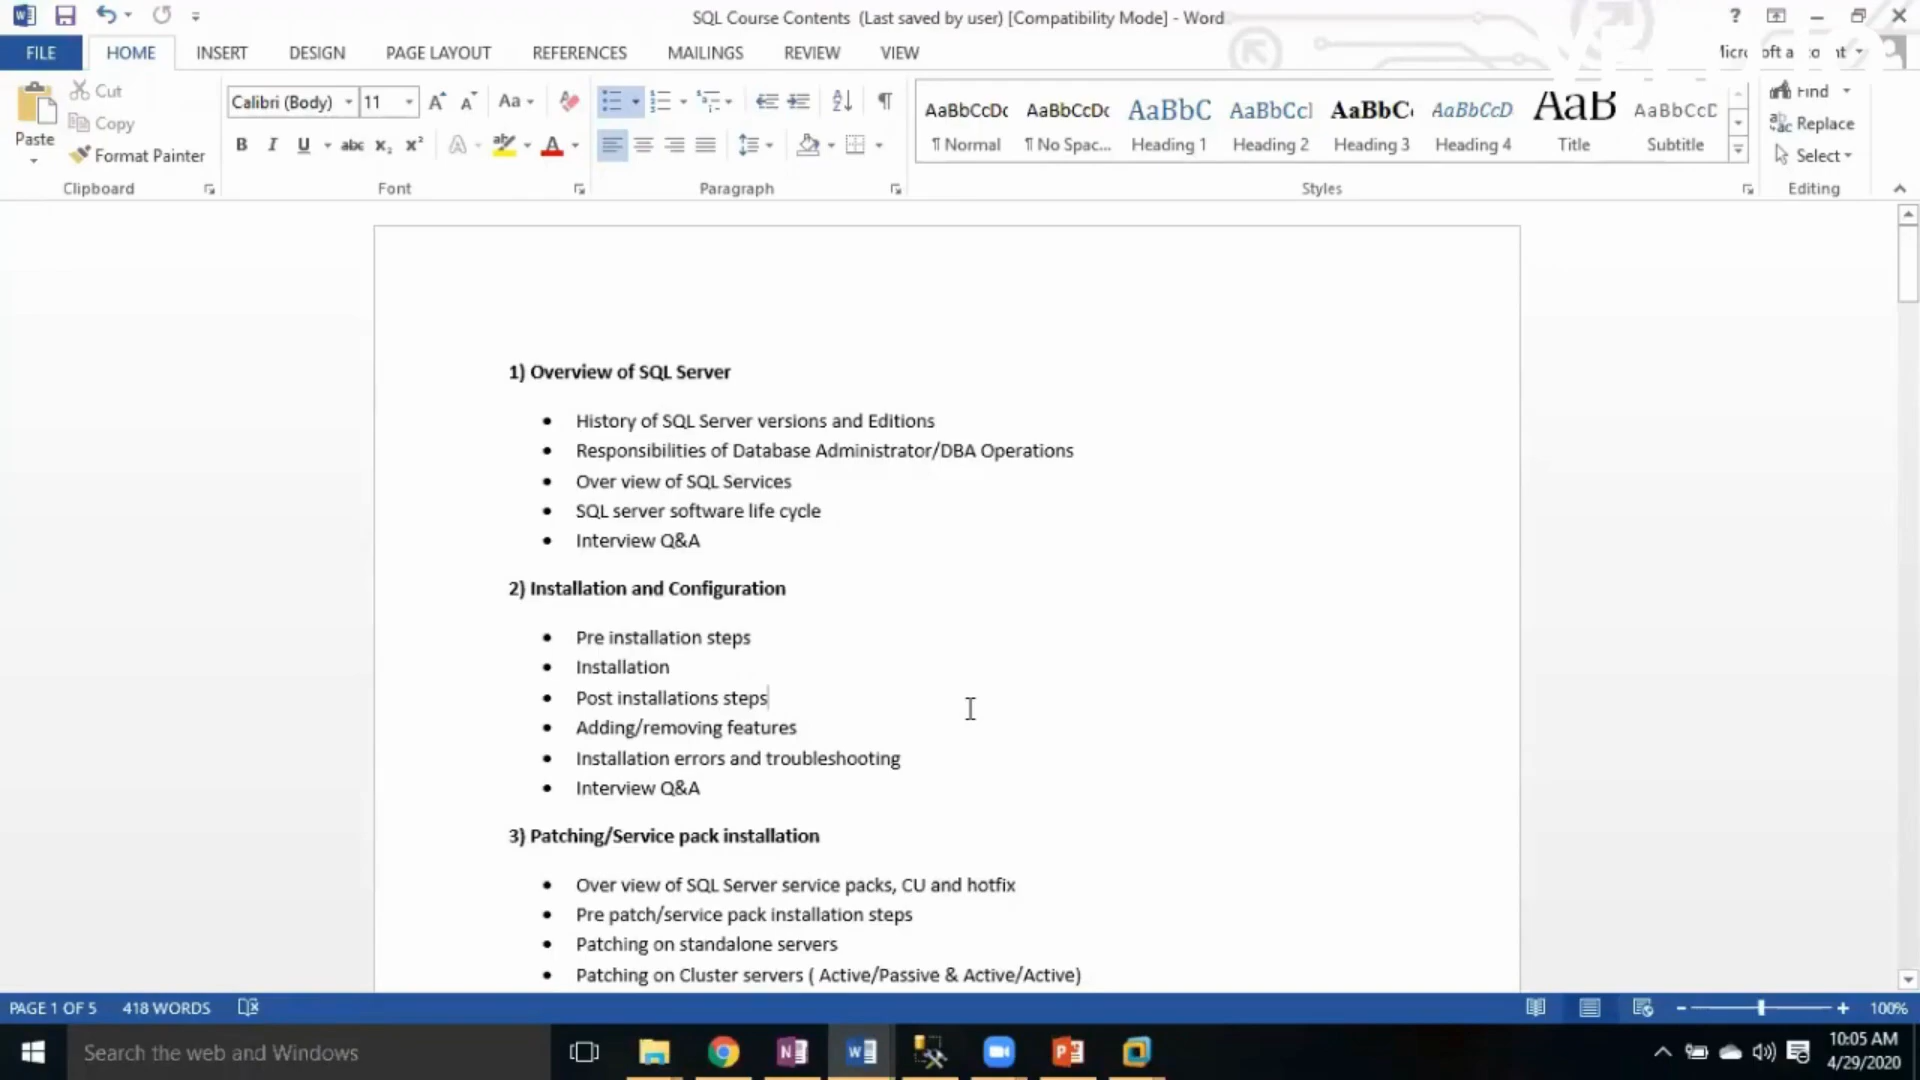 SQL Course Contents (Last saved by user) [Compatibility Mode] - Word
FILE HOME INSERT DESIGN PAGE LAYOUT REFERENCES MAILINGS REVIEW VIEW
Cut
Copy
Paste
Format Painter
Clipboard
Calibri (Body) 11
Font
Paragraph
AaBbCcDc AaBbCcDc AaBbC AaBbCcI AaBbC AaBbCcD AaB AaBbCcC
¶ Normal ¶ No Spac... Heading 1 Heading 2 Heading 3 Heading 4 Title Subtitle
Styles
Find
Replace
Select
Editing
1) Overview of SQL Server
• History of SQL Server versions and Editions
• Responsibilities of Database Administrator/DBA Operations
• Over view of SQL Services
• SQL server software life cycle
• Interview Q&A
2) Installation and Configuration
• Pre installation steps
• Installation
• Post installations steps
• Adding/removing features
• Installation errors and troubleshooting
• Interview Q&A
3) Patching/Service pack installation
• Over view of SQL Server service packs, CU and hotfix
• Pre patch/service pack installation steps
• Patching on standalone servers
• Patching on Cluster servers ( Active/Passive & Active/Active)
PAGE 1 OF 5 418 WORDS 100%
Search the web and Windows
10:05 AM
4/29/2020